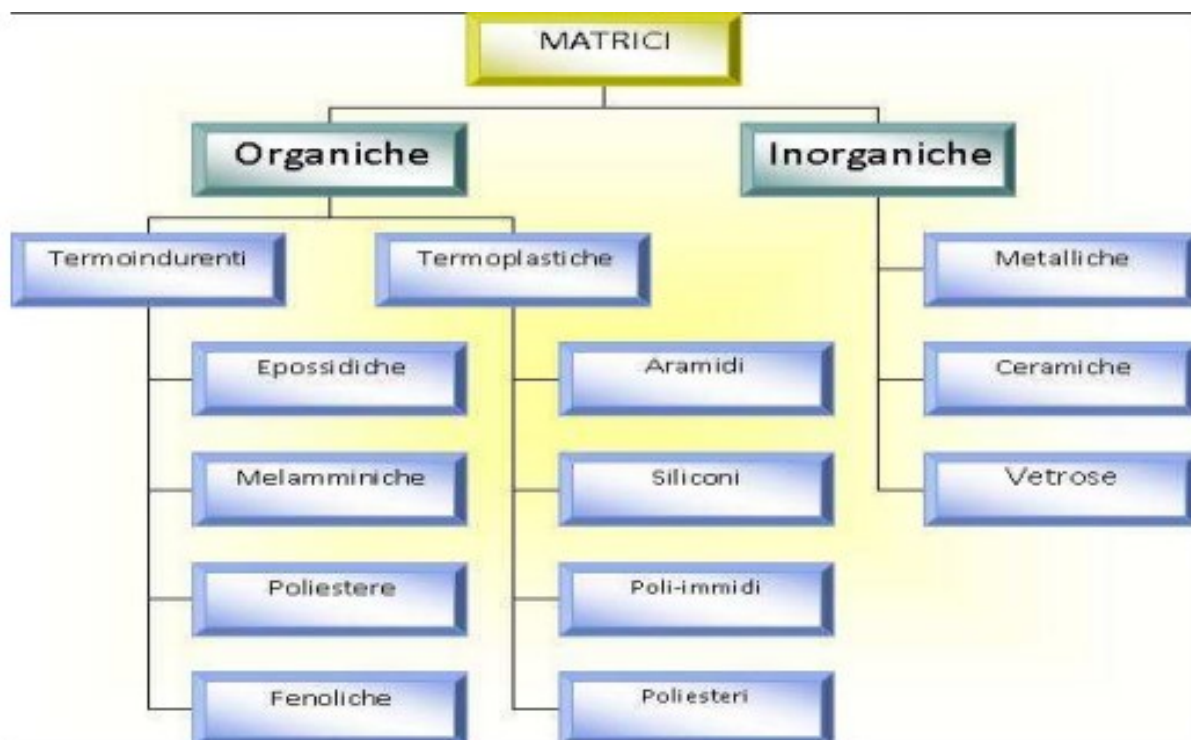 MATRICI
Organiche
Inorganiche
Termoindurenti
Termoplastiche
Metalliche
Epossidiche
Aramidi
Ceramiche
Melamminiche
Siliconi
Vetrose
Poliestere
Poli-immidi
Fenoliche
Poliesteri